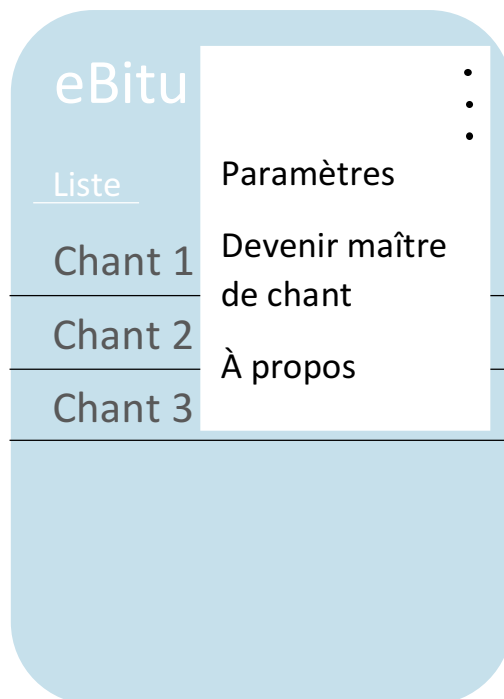 eBitu
Liste
Chant 1
Chant 2
Chant 3
Paramètres
Devenir maître
de chant
À propos